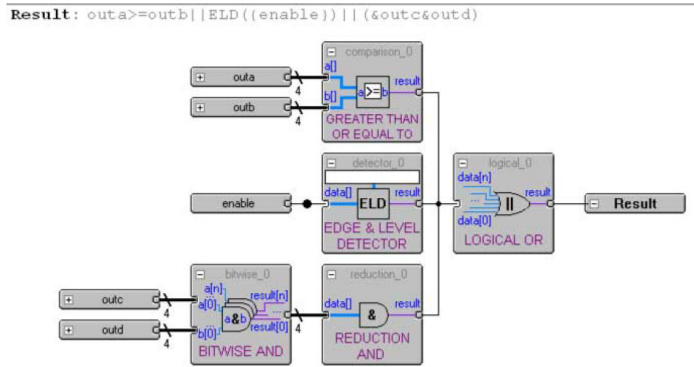 Result: outa>=outb||ELD({enable})||(&outc&outd)
comparison_0
a[]
outa
4
result
a>=b
outb
b[]
4
GREATER THAN
OR EQUAL TO
detector_0
logical_0
data[n]
enable
data[]
ELD
result
...
||
result
Result
data[0]
EDGE & LEVEL
DETECTOR
LOGICAL OR
bitwise_0
reduction_0
a[n]
...
result[n]
outc
4
a[0]
data[]
result
a&b
...
&
outd
4
...
b[0]
result[0]
4
BITWISE AND
REDUCTION
AND